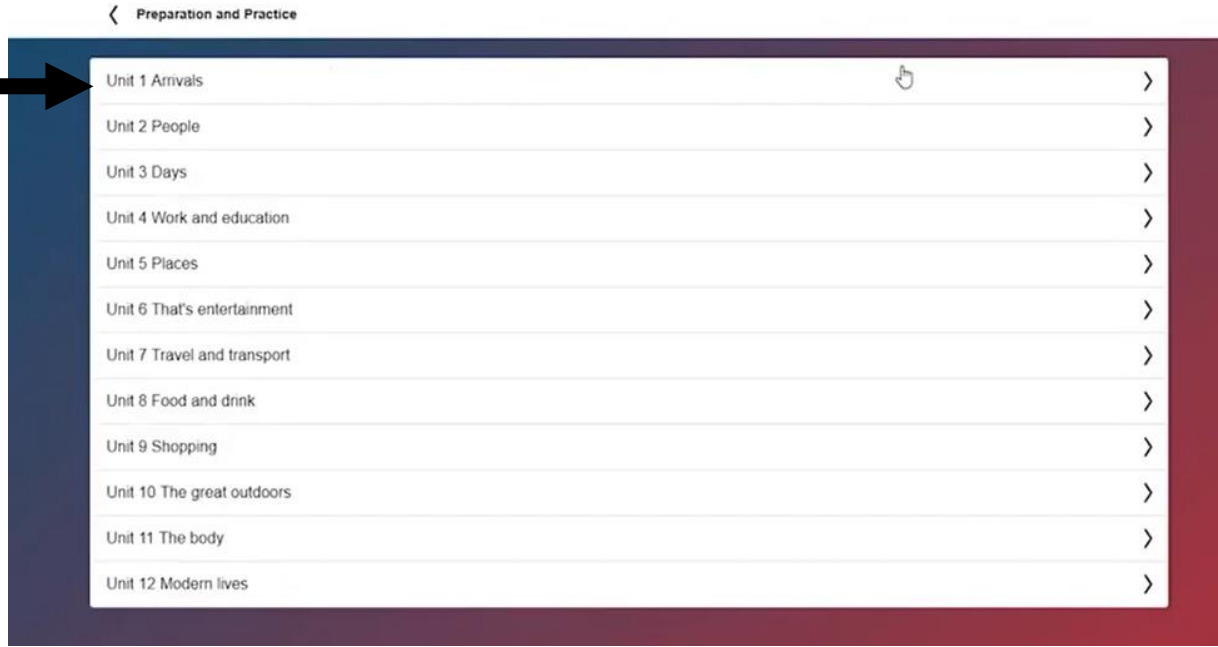 Preparation and Practice
Unit 1 Arrivals
Unit 2 People
Unit 3 Days
Unit 4 Work and education
Unit 5 Places
Unit 6 That's entertainment
Unit 7 Travel and transport
Unit 8 Food and drink
Unit 9 Shopping
Unit 10 The great outdoors
Unit 11 The body
Unit 12 Modern lives